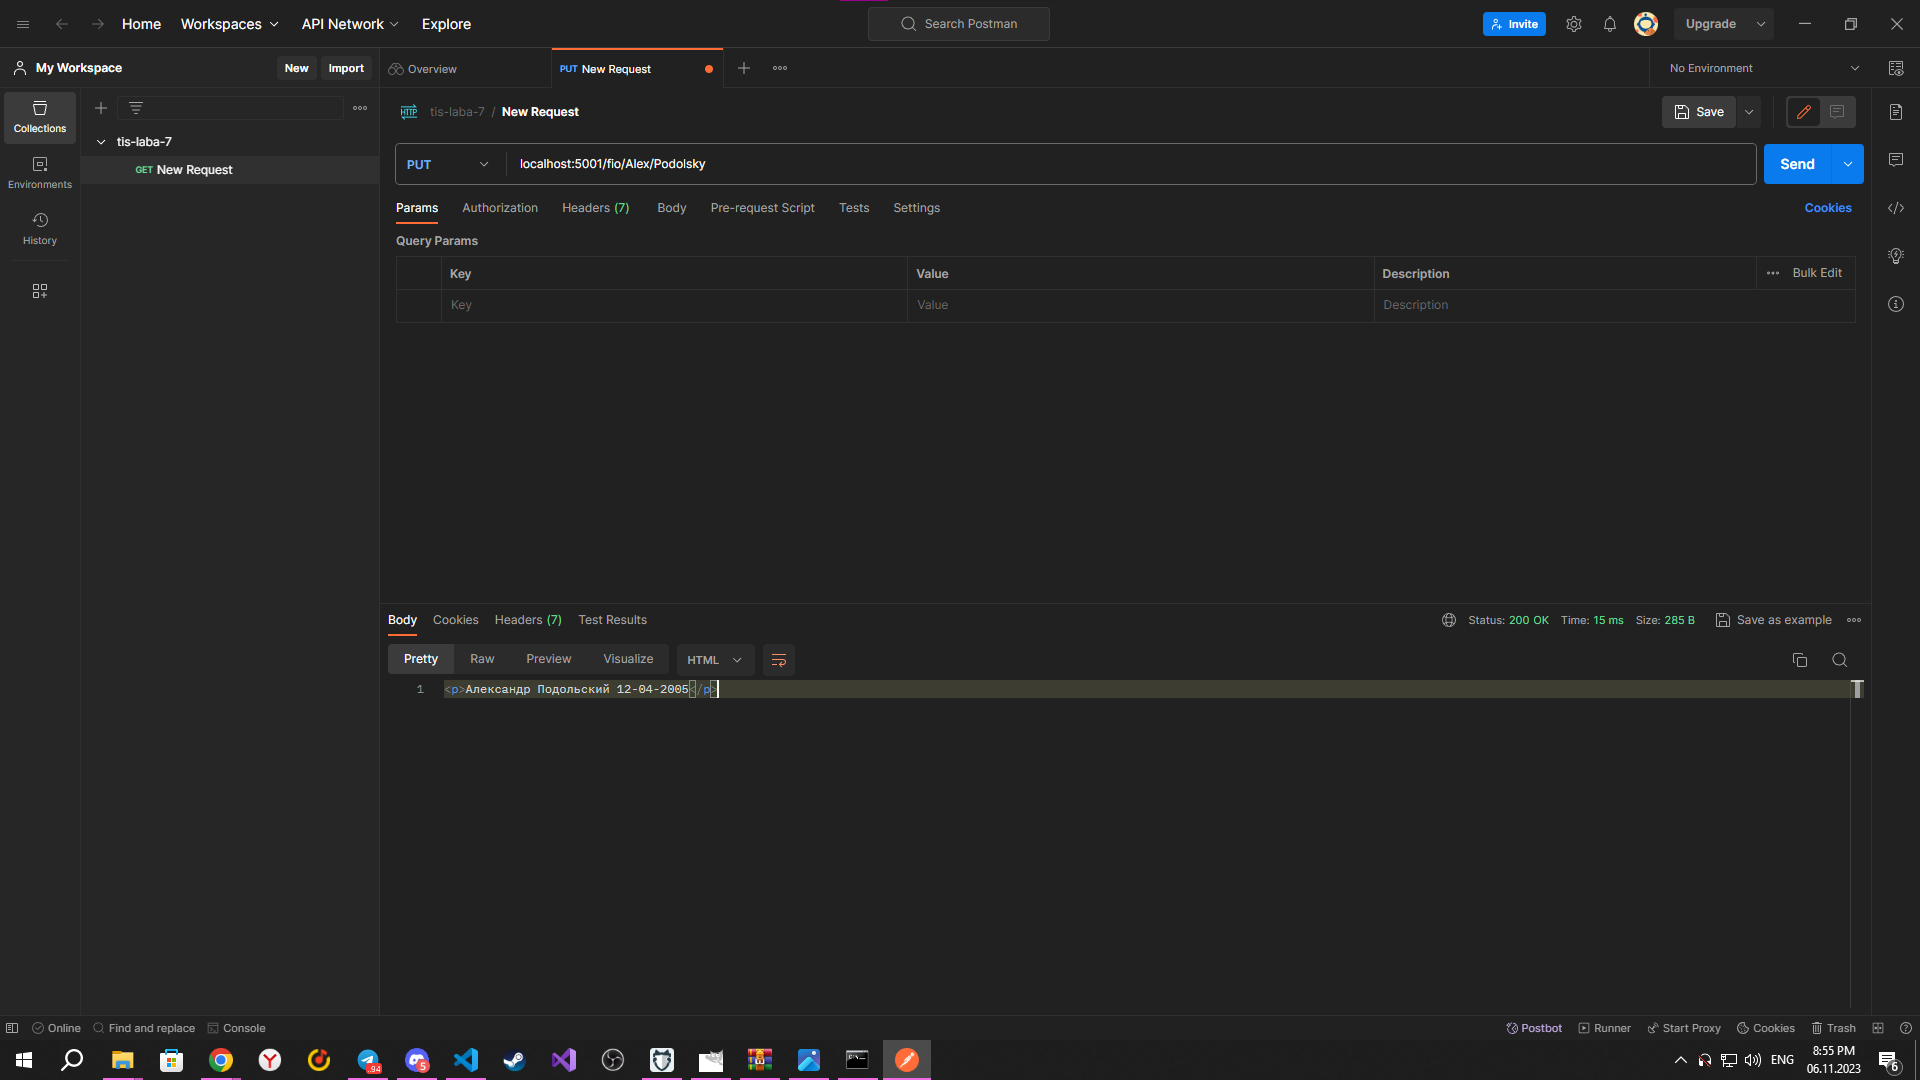 Home Workspaces API Network Explore Search Postman Invite Upgrade
My Workspace New Import Overview PUT New Request No Environment
Collections
Environments
History
tis-laba-7
GET New Request
HTTP tis-laba-7 / New Request Save
PUT localhost:5001/fio/Alex/Podolsky Send
Params Authorization Headers (7) Body Pre-request Script Tests Settings Cookies
Query Params
Key Value Description Bulk Edit
Key Value Description
Body Cookies Headers (7) Test Results Status: 200 OK Time: 15 ms Size: 285 B Save as example
Pretty Raw Preview Visualize HTML
1 <p>Александр Подольский 12-04-2005</p>
Online Find and replace Console Postbot Runner Start Proxy Cookies Trash
94 5 ENG 8:55 PM
06.11.2023 6